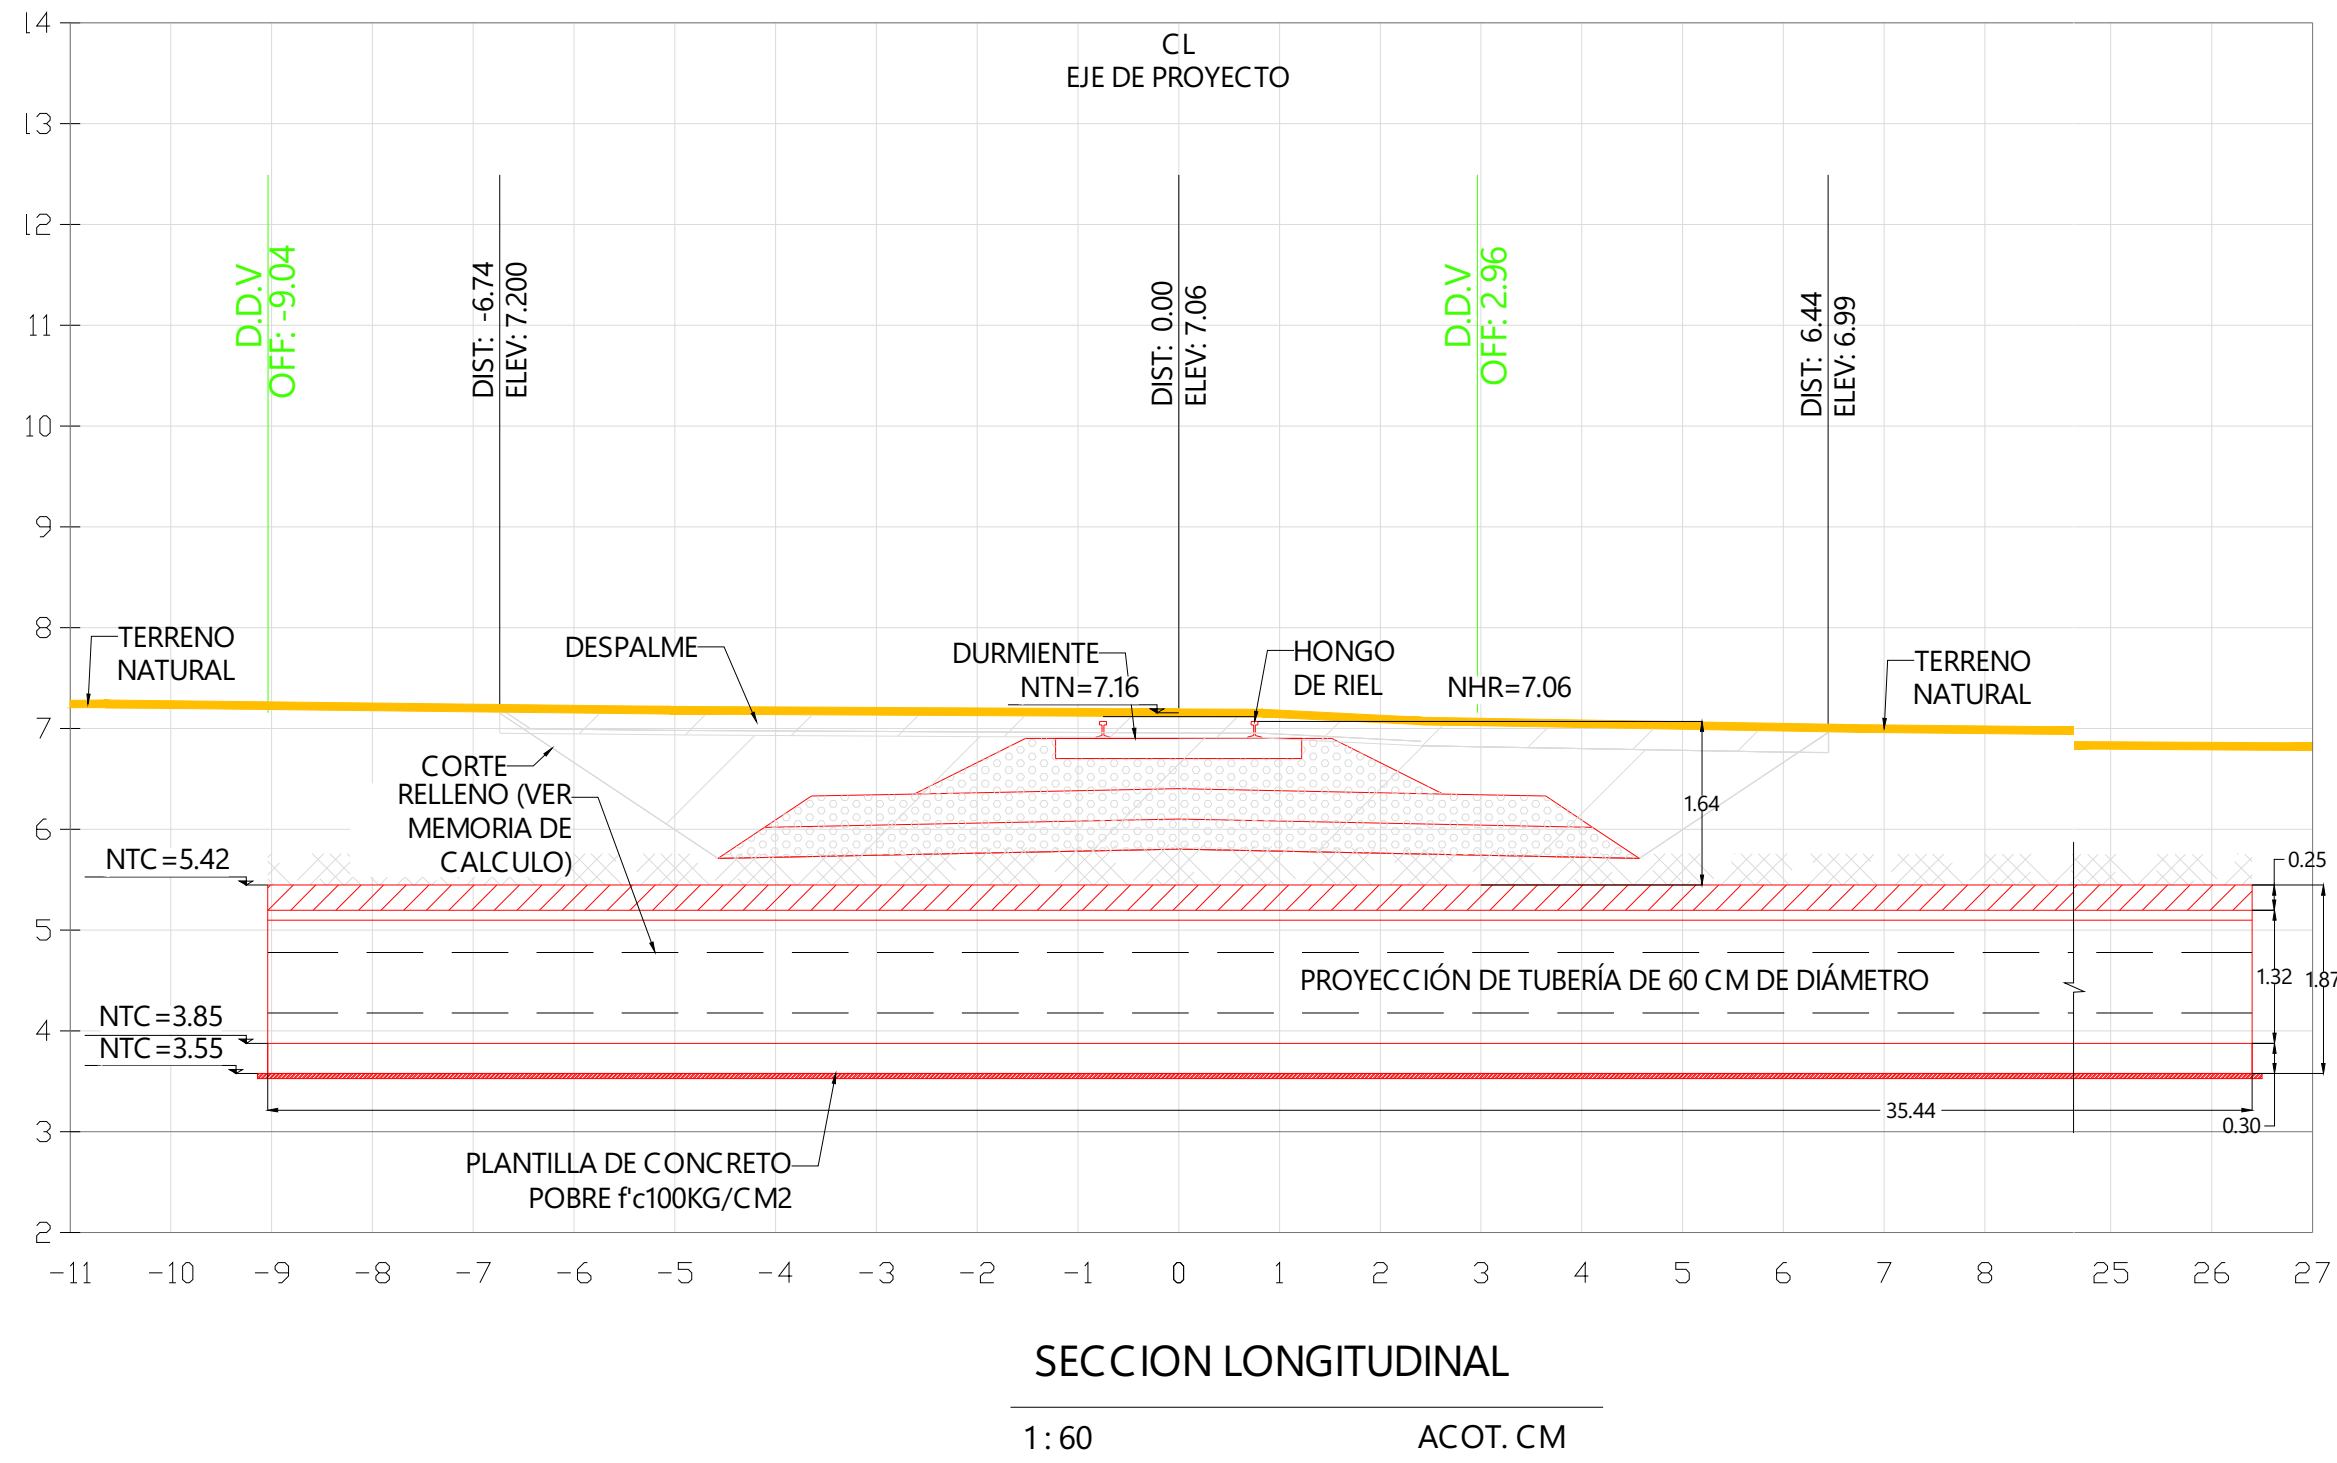 14
CL
EJE DE PROYECTO
13
12
D.D.V
OFF: -9.04
DIST: -6.74
ELEV: 7.200
DIST: 0.00
ELEV: 7.06
D.D.V
OFF: 2.96
DIST: 6.44
ELEV: 6.99
11
10
9
8
TERRENO
NATURAL
DESPALME
DURMIENTE
NTN=7.16
HONGO
DE RIEL
NHR=7.06
TERRENO
NATURAL
7
CORTE
RELLENO (VER
MEMORIA DE
CALCULO)
1.64
6
NTC=5.42
0.25
5
PROYECCIÓN DE TUBERÍA DE 60 CM DE DIÁMETRO
1.32
1.87
NTC=3.85
4
NTC=3.55
35.44
0.30
3
PLANTILLA DE CONCRETO
POBRE f'c100KG/CM2
2
-11 -10 -9 -8 -7 -6 -5 -4 -3 -2 -1 0 1 2 3 4 5 6 7 8 25 26 27
SECCION LONGITUDINAL
1:60 ACOT. CM